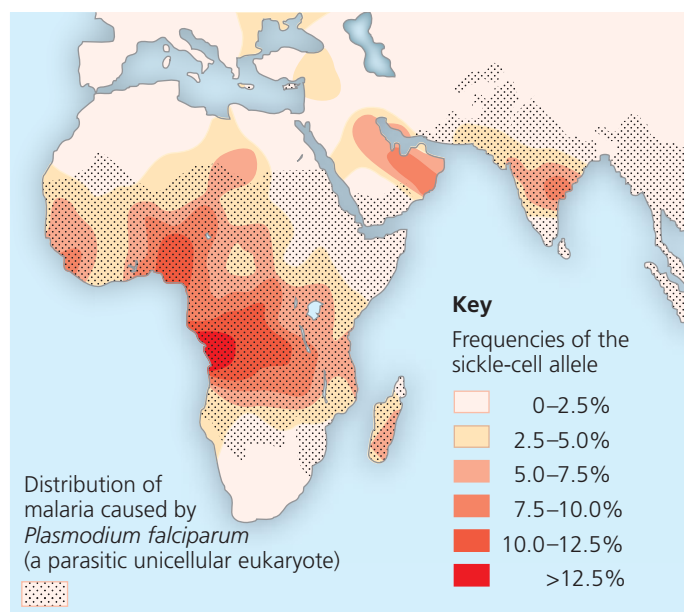 Key
Frequencies of the
sickle-cell allele
0–2.5%
2.5–5.0%
5.0–7.5%
7.5–10.0%
10.0–12.5%
>12.5%
Distribution of
malaria caused by
Plasmodium falciparum
(a parasitic unicellular eukaryote)